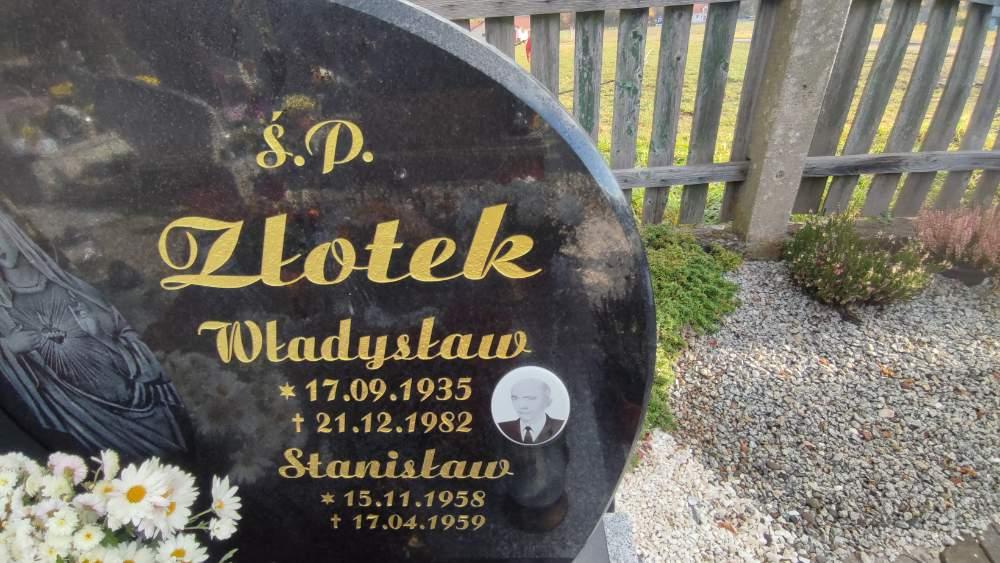 ś.P.
Złotek
Władysław
* 17.09.1935
† 21.12.1982
Stanisław
* 15.11.1958
† 17.04.1959